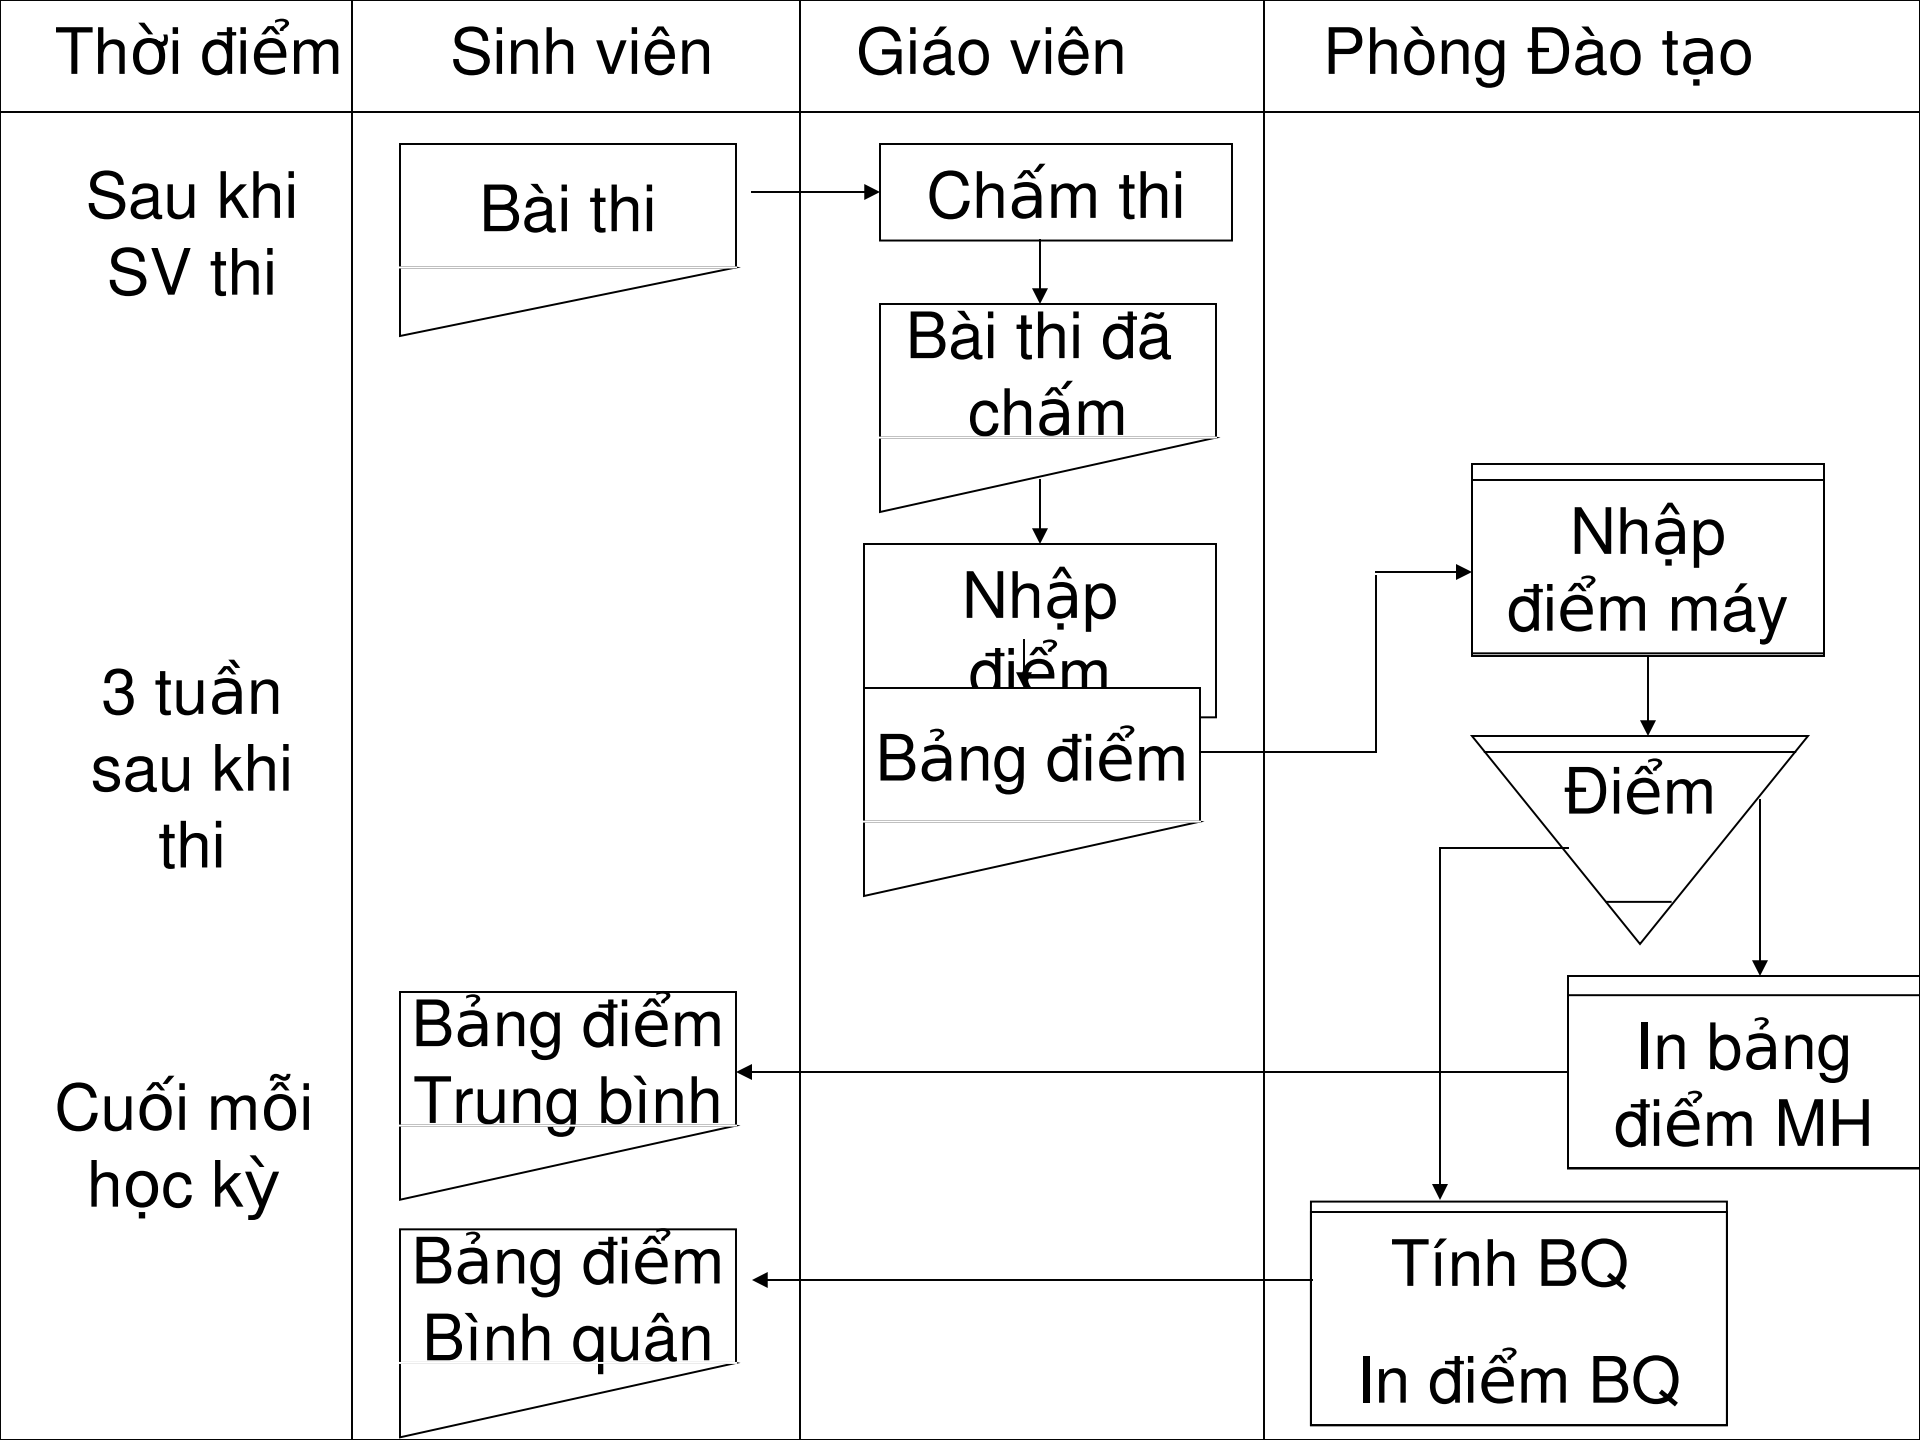 Thời điểm
Sinh viên
Giáo viên
Phòng Đào tạo
Sau khi
SV thi
Bài thi
Chấm thi
Bài thi đã
chấm
Nhập
điểm
Bảng điểm
Nhập
điểm máy
3 tuần
sau khi
thi
Điểm
Cuối mỗi
học kỳ
Bảng điểm
Trung bình
In bảng
điểm MH
Bảng điểm
Bình quân
Tính BQ
In điểm BQ